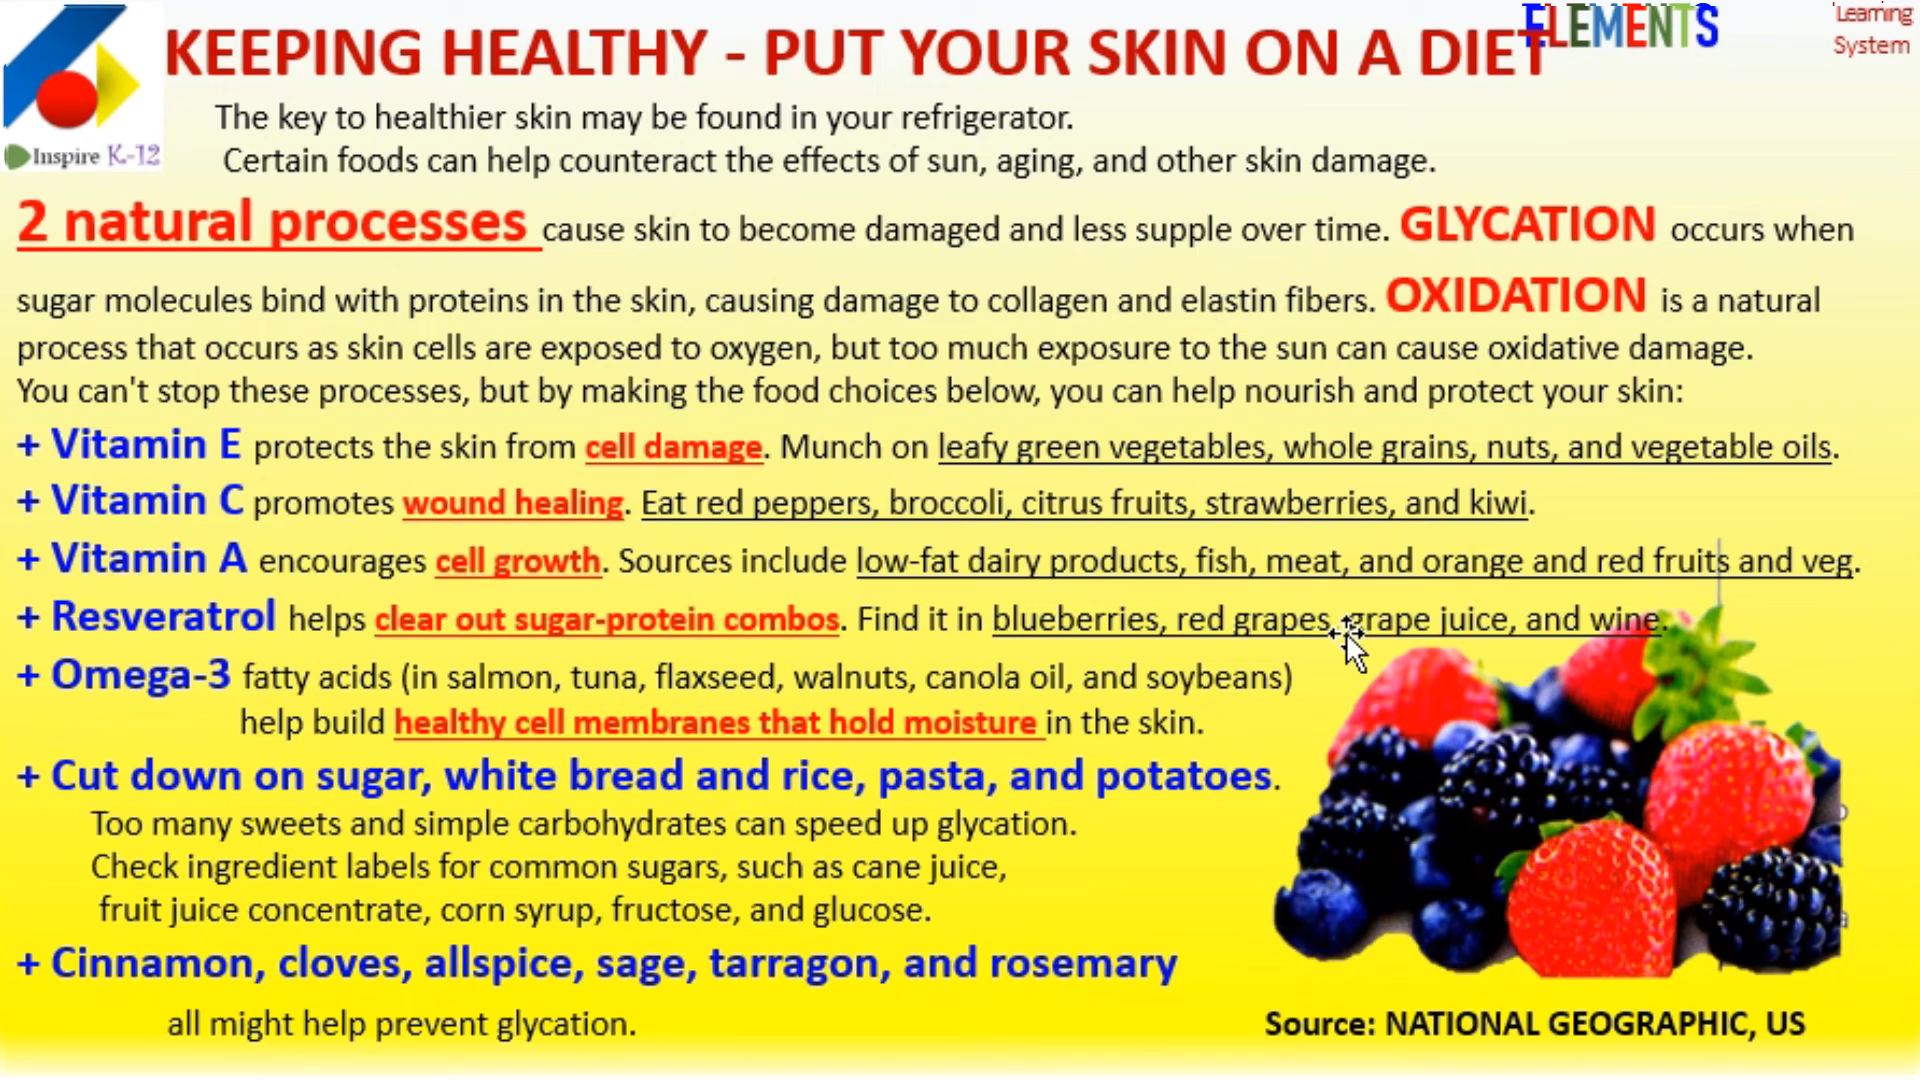 KEEPING HEALTHY - PUT YOUR SKIN ON A DIET
ELEMENTS
Learning
System
Inspire K-12
The key to healthier skin may be found in your refrigerator.
Certain foods can help counteract the effects of sun, aging, and other skin damage.
2 natural processes cause skin to become damaged and less supple over time. GLYCATION occurs when
sugar molecules bind with proteins in the skin, causing damage to collagen and elastin fibers. OXIDATION is a natural
process that occurs as skin cells are exposed to oxygen, but too much exposure to the sun can cause oxidative damage.
You can't stop these processes, but by making the food choices below, you can help nourish and protect your skin:
+ Vitamin E protects the skin from cell damage. Munch on leafy green vegetables, whole grains, nuts, and vegetable oils.
+ Vitamin C promotes wound healing. Eat red peppers, broccoli, citrus fruits, strawberries, and kiwi.
+ Vitamin A encourages cell growth. Sources include low-fat dairy products, fish, meat, and orange and red fruits and veg.
+ Resveratrol helps clear out sugar-protein combos. Find it in blueberries, red grapes, grape juice, and wine.
+ Omega-3 fatty acids (in salmon, tuna, flaxseed, walnuts, canola oil, and soybeans)
help build healthy cell membranes that hold moisture in the skin.
+ Cut down on sugar, white bread and rice, pasta, and potatoes.
Too many sweets and simple carbohydrates can speed up glycation.
Check ingredient labels for common sugars, such as cane juice,
fruit juice concentrate, corn syrup, fructose, and glucose.
+ Cinnamon, cloves, allspice, sage, tarragon, and rosemary
all might help prevent glycation.
Source: NATIONAL GEOGRAPHIC, US